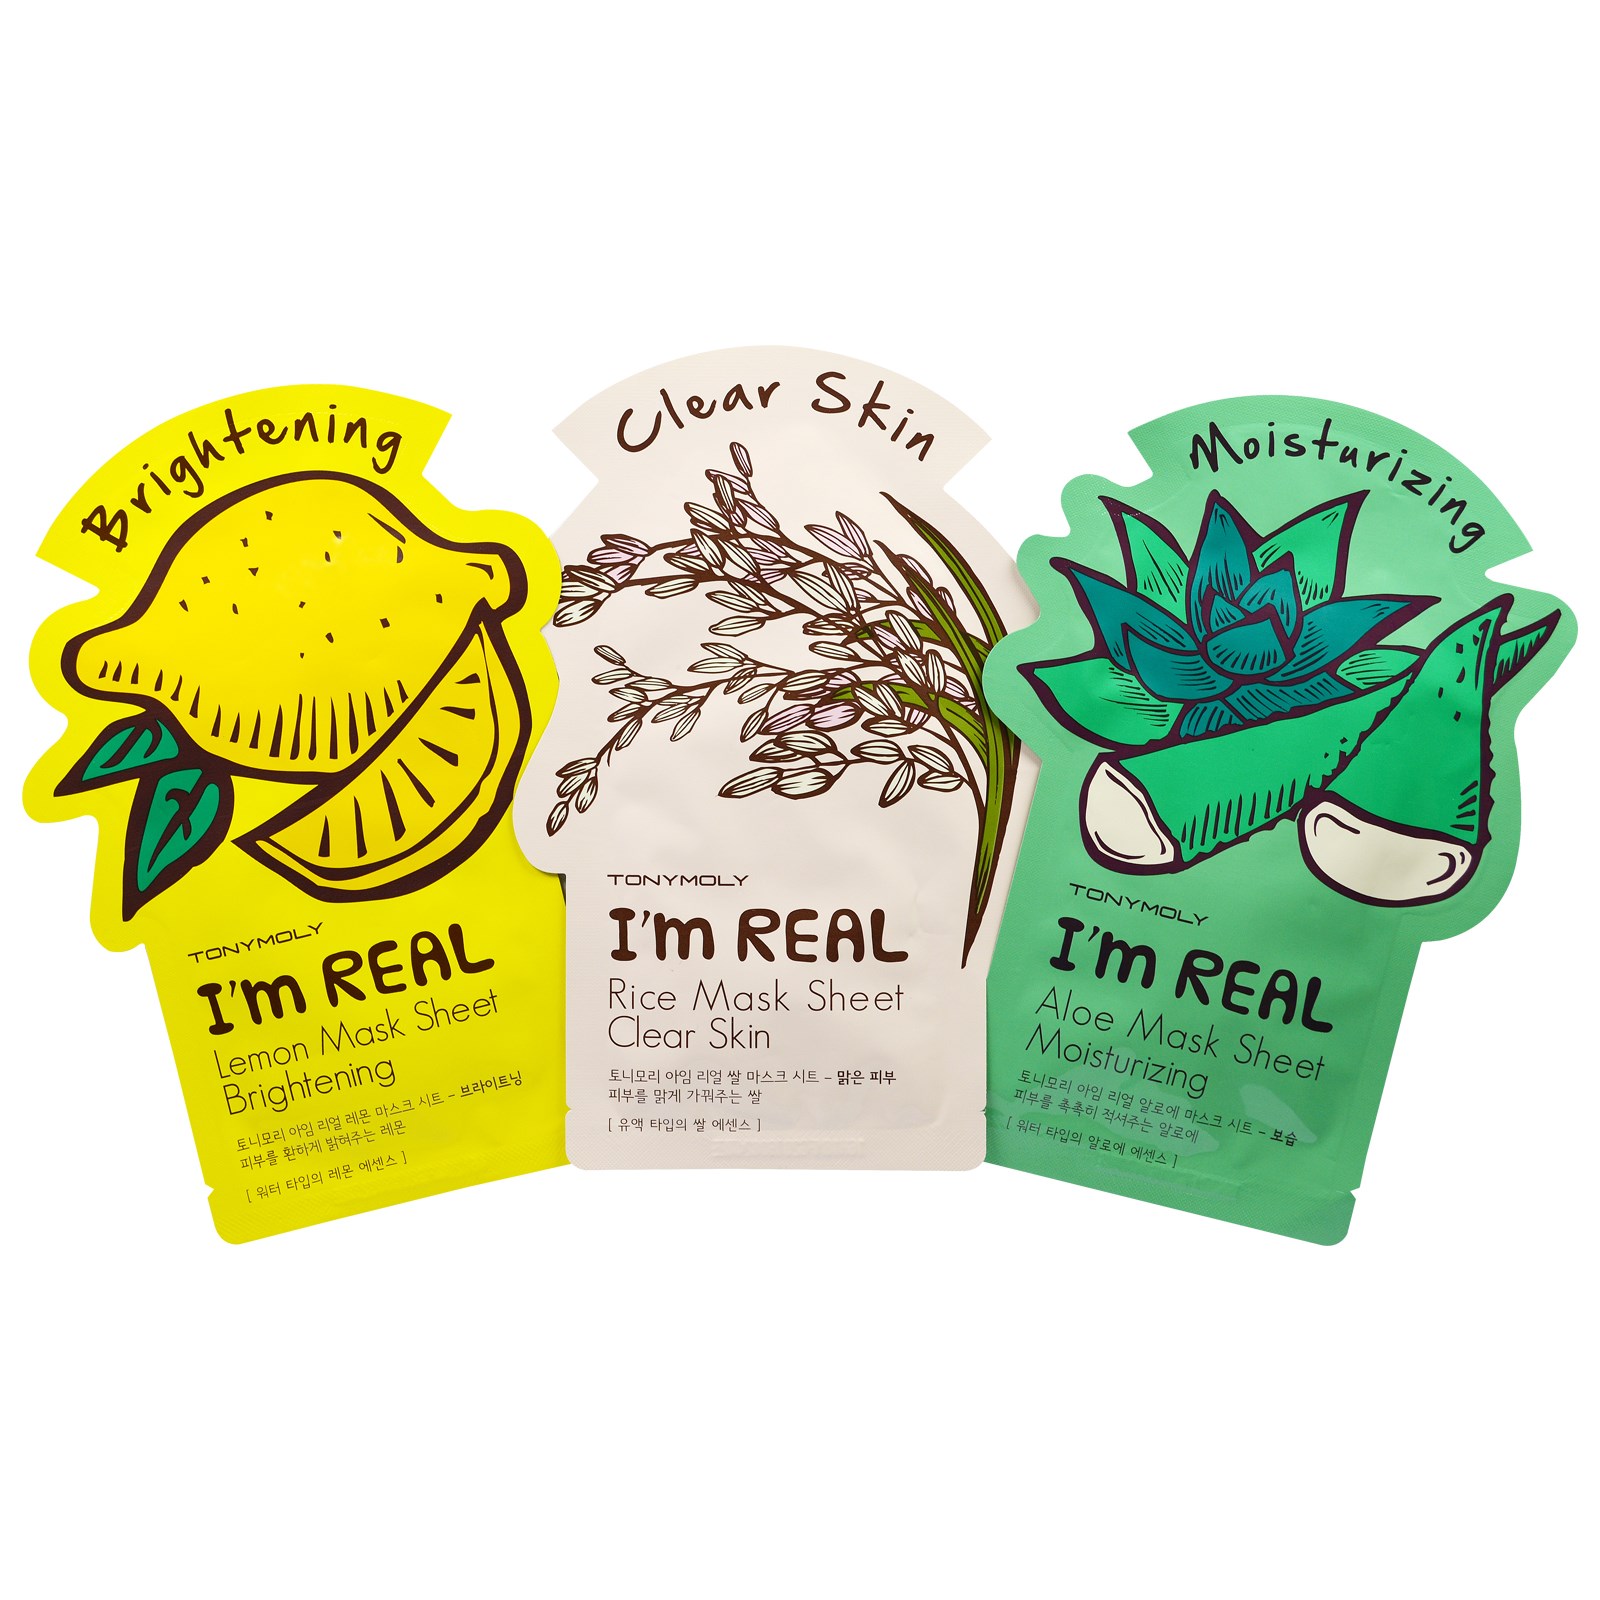 Brightening
TONYMOLY
I'm REAL
Lemon Mask Sheet
Brightening
토니모리 아임 리얼 레몬 마스크 시트 – 브라이트닝
피부를 환하게 밝혀주는 레몬
[ 워터 타입의 레몬 에센스 ]
Clear Skin
TONYMOLY
I'm REAL
Rice Mask Sheet
Clear Skin
토니모리 아임 리얼 쌀 마스크 시트 – 맑은 피부
피부를 맑게 가꿔주는 쌀
[ 유액 타입의 쌀 에센스 ]
Moisturizing
TONYMOLY
I'm REAL
Aloe Mask Sheet
Moisturizing
토니모리 아임 리얼 알로에 마스크 시트 – 보습
피부를 촉촉히 적셔주는 알로에
[ 워터 타입의 알로에 에센스 ]